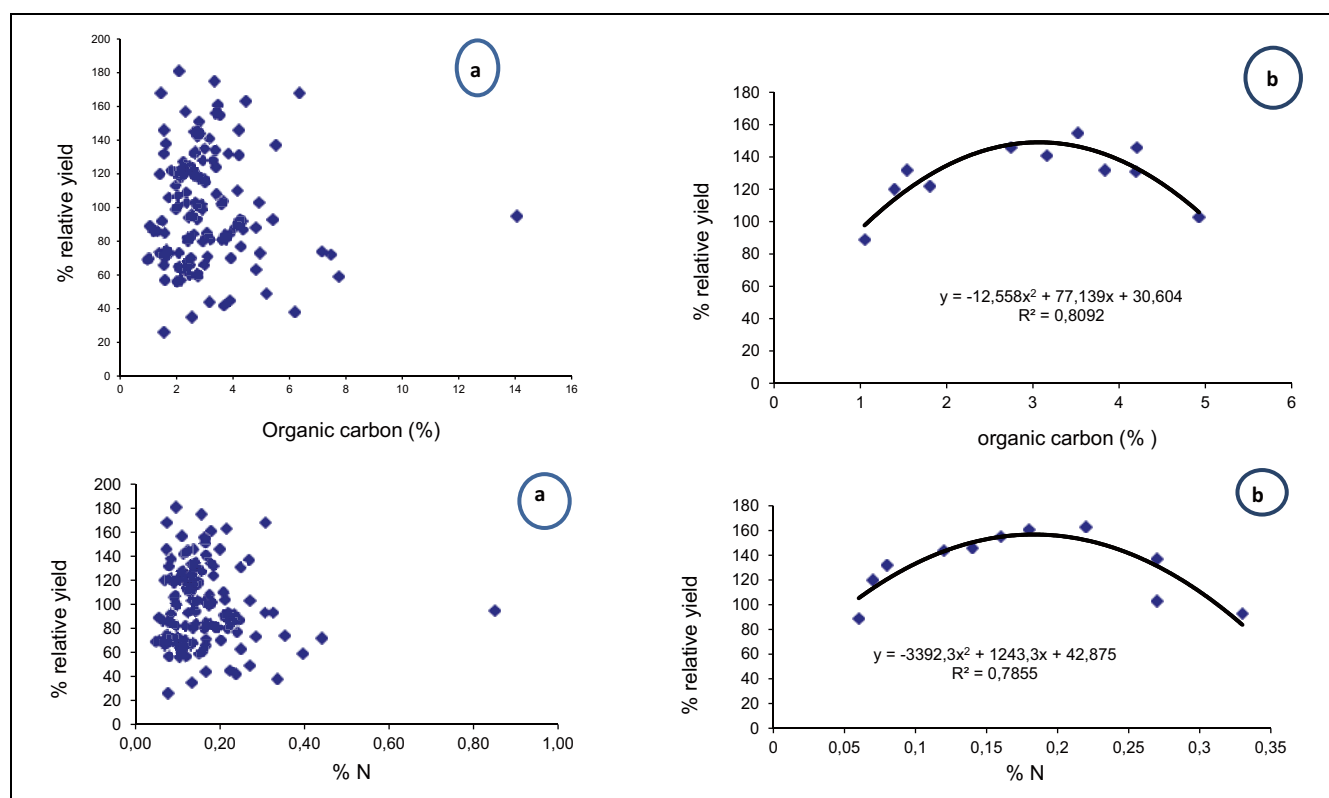 a
% relative yield
200
180
160
140
120
100
80
60
40
20
0
0 2 4 6 8 10 12 14 16
Organic carbon (%)
b
% relative yield
180
160
140
120
100
80
60
40
20
0
y = -12,558x² + 77,139x + 30,604
R² = 0,8092
0 1 2 3 4 5 6
organic carbon (% )
a
% relative yield
200
180
160
140
120
100
80
60
40
20
0
0,00 0,20 0,40 0,60 0,80 1,00
% N
b
% relative yield
200
180
160
140
120
100
80
60
40
20
0
y = -3392,3x² + 1243,3x + 42,875
R² = 0,7855
0 0,05 0,1 0,15 0,2 0,25 0,3 0,35
% N